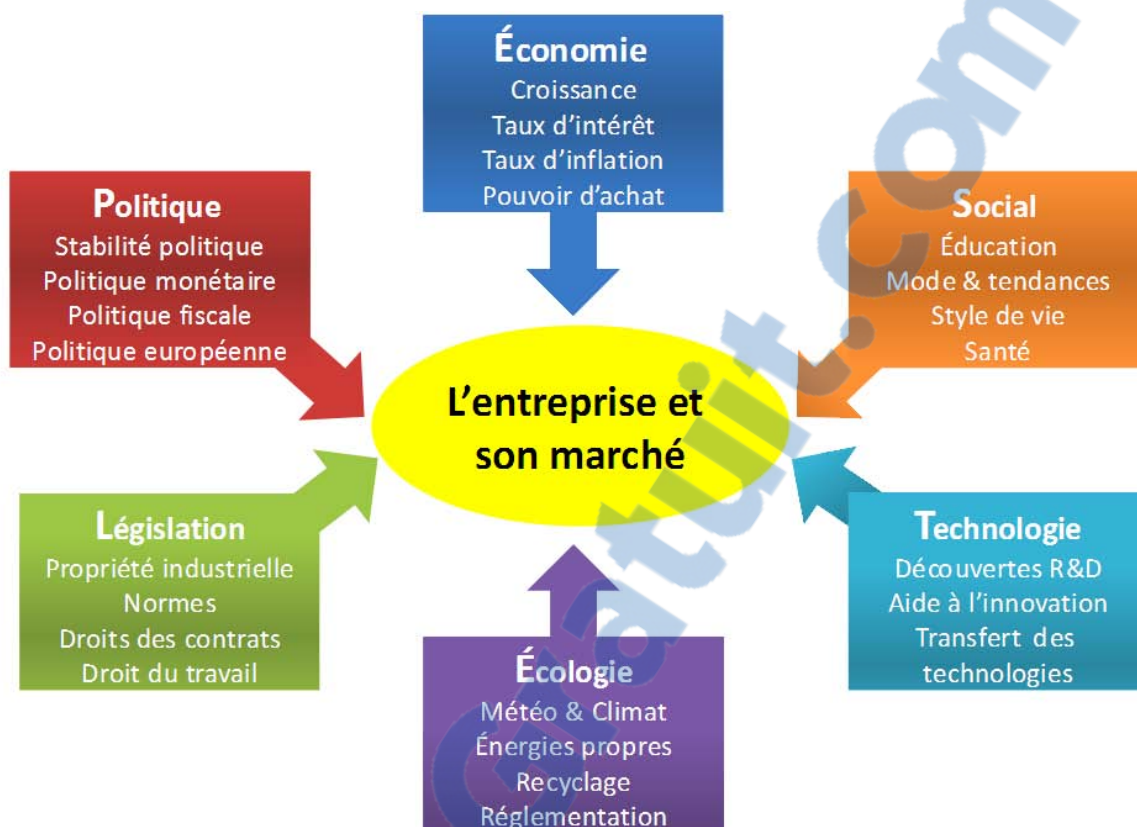 Économie
Croissance
Taux d'intérêt
Taux d'inflation
Pouvoir d'achat
Politique
Stabilité politique
Politique monétaire
Politique fiscale
Politique européenne
Social
Éducation
Mode & tendances
Style de vie
Santé
L'entreprise et
son marché
Législation
Propriété industrielle
Normes
Droits des contrats
Droit du travail
Technologie
Découvertes R&D
Aide à l'innovation
Transfert des
technologies
Écologie
Météo & Climat
Énergies propres
Recyclage
Réglementation
Gratuit.com